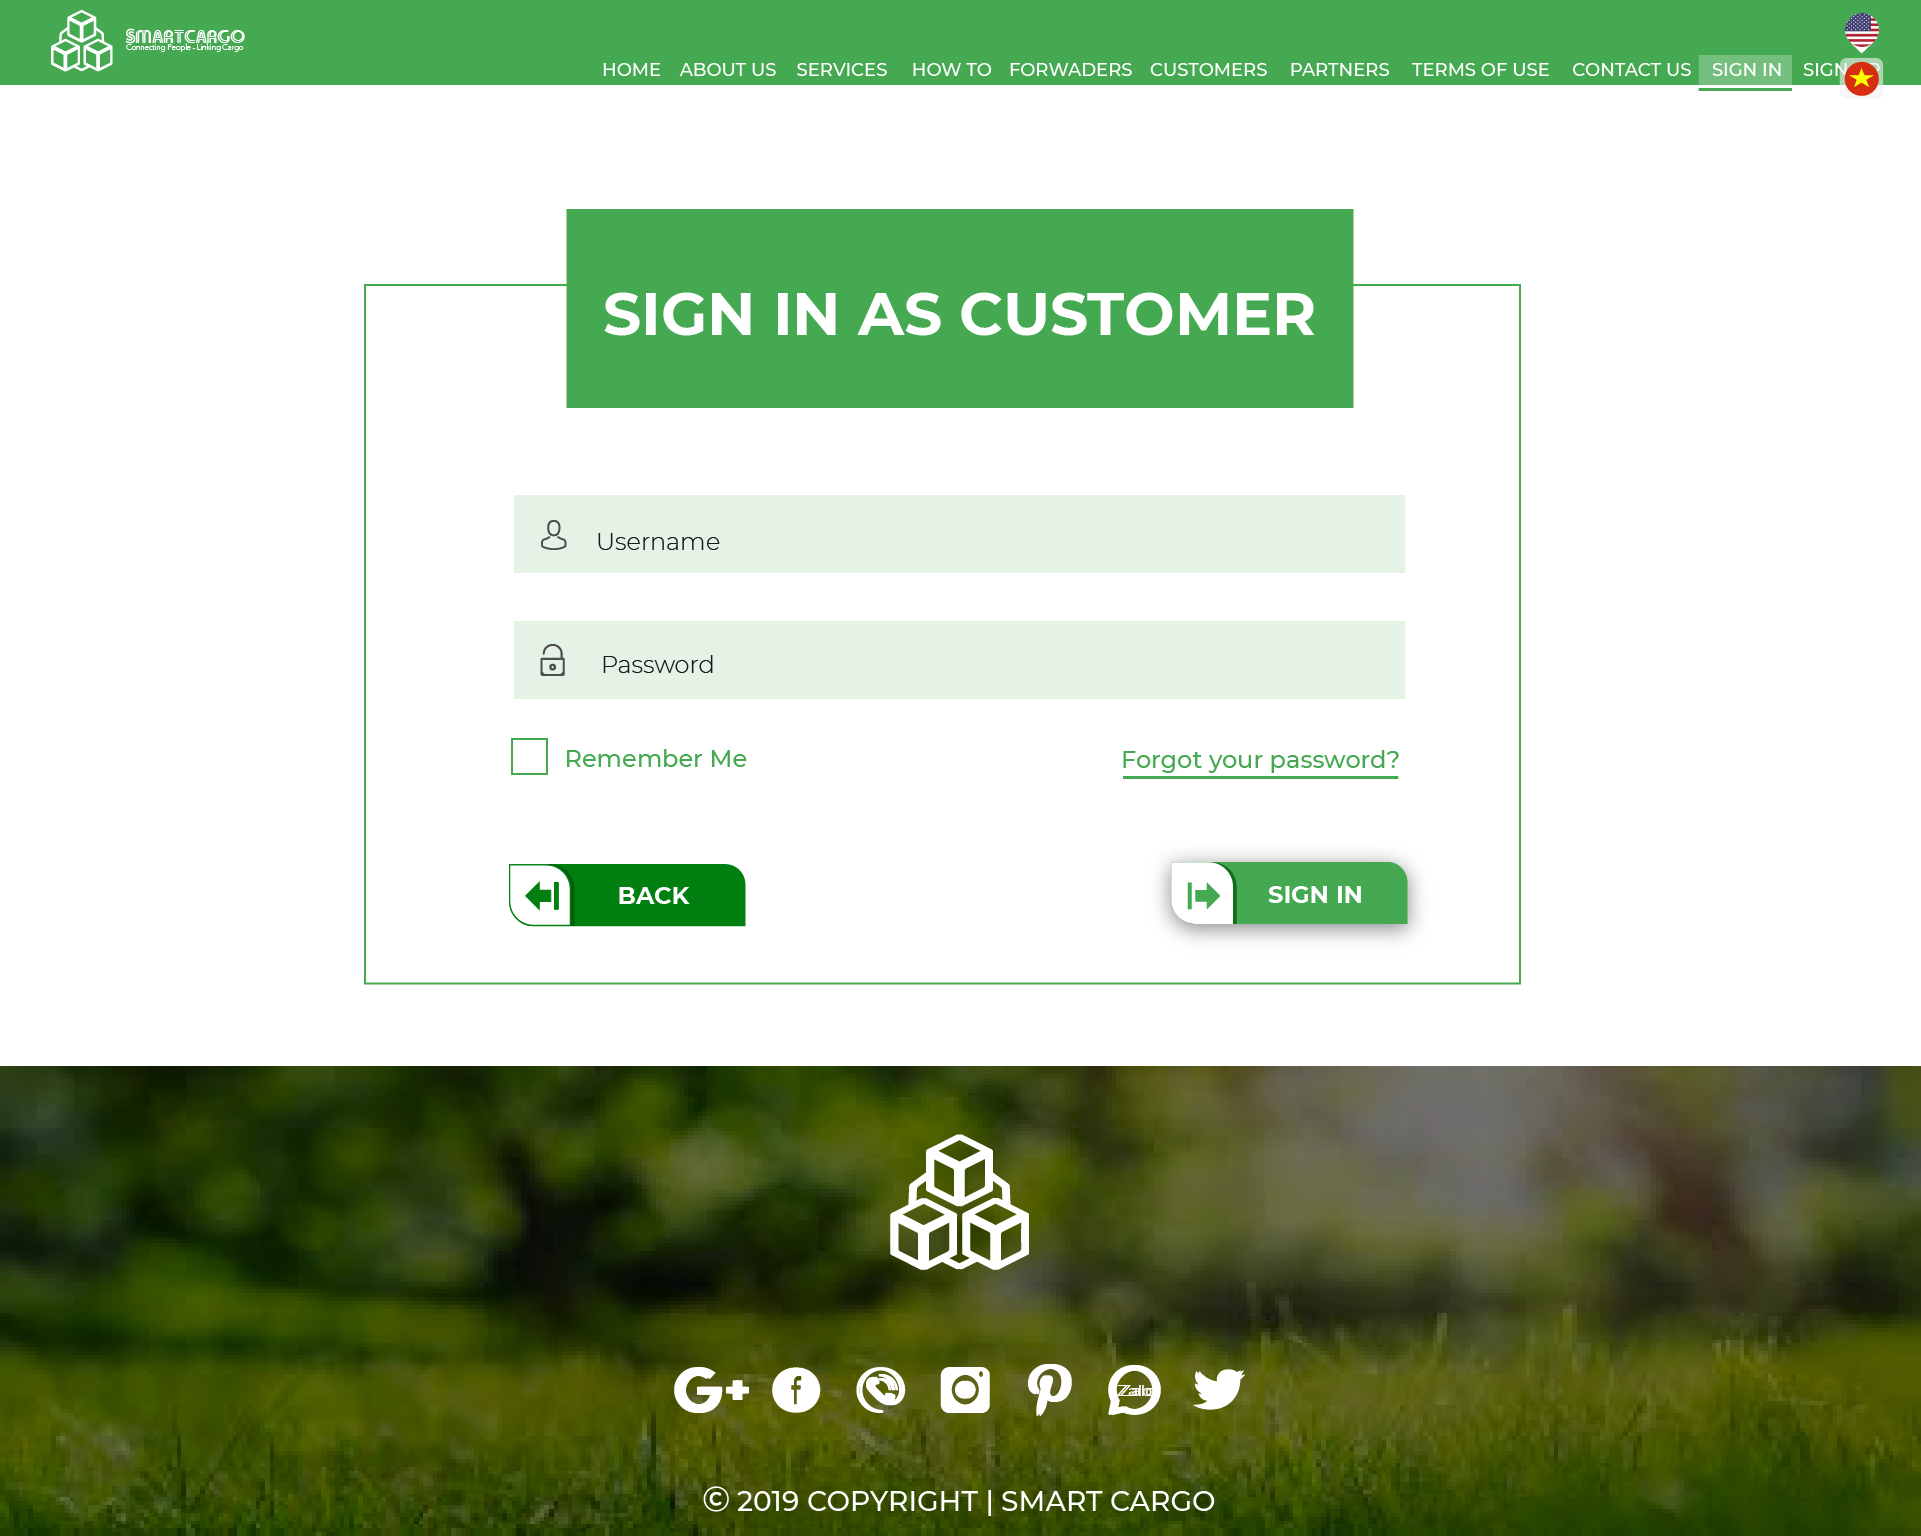 SMARTCARGO
Connecting People - Linking Cargo
HOME ABOUT US SERVICES HOW TO FORWADERS CUSTOMERS PARTNERS TERMS OF USE CONTACT US SIGN IN SIGN
SIGN IN AS CUSTOMER
Username
Password
Remember Me
Forgot your password?
BACK
SIGN IN
Zalo
© 2019 COPYRIGHT | SMART CARGO